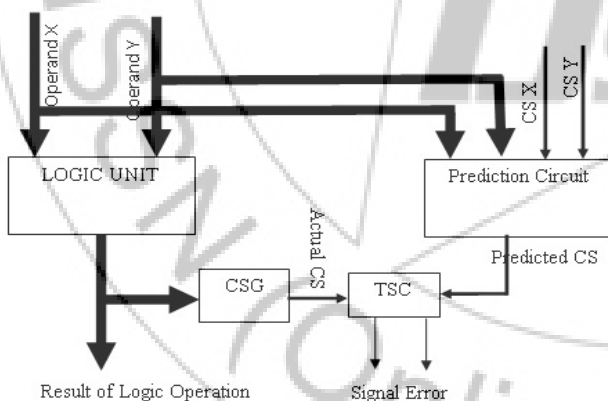 Operand X
Operand Y
CS X
CS Y
LOGIC UNIT
Prediction Circuit
Actual CS
Predicted CS
CSG
TSC
Result of Logic Operation
Signal Error